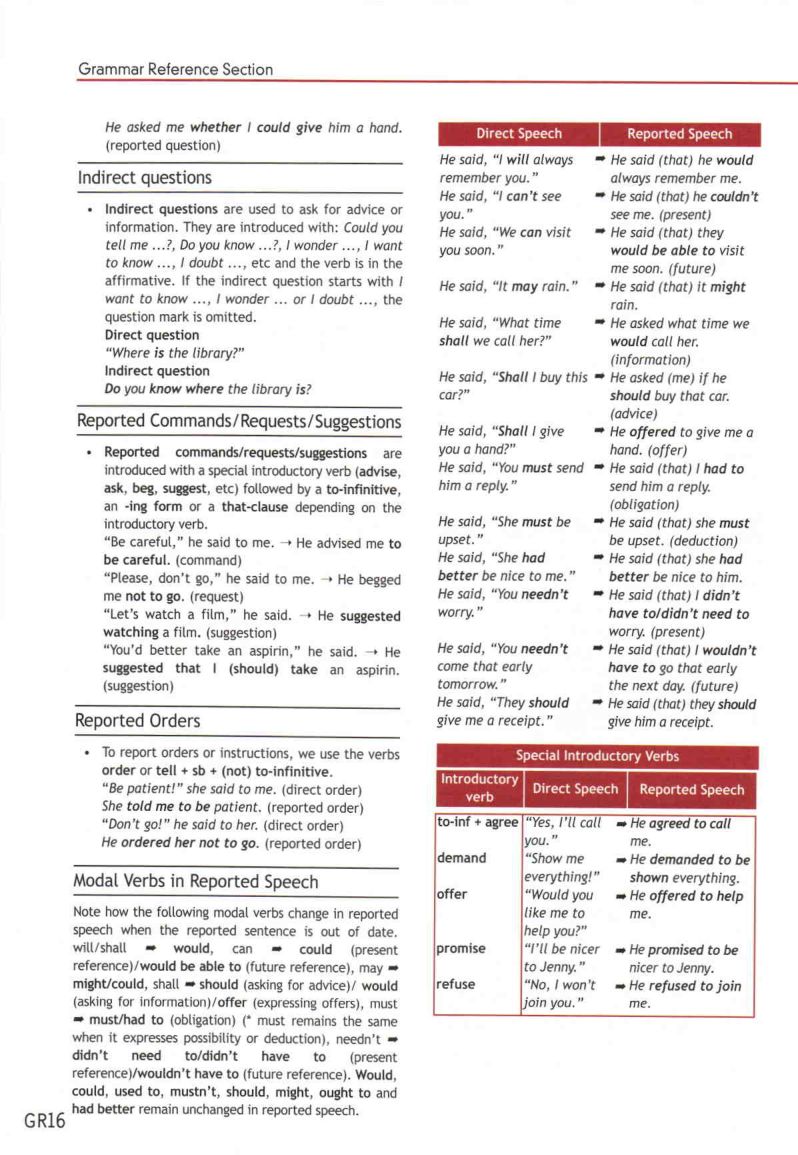 Grammar Reference Section
He asked me whether I could give him a hand.
(reported question)
Indirect questions
• Indirect questions are used to ask for advice or
information. They are introduced with: Could you
tell me ...?, Do you know ...?, I wonder ..., I want
to know ..., I doubt ..., etc and the verb is in the
affirmative. If the indirect question starts with I
want to know ..., I wonder ... or I doubt ..., the
question mark is omitted.
Direct question
"Where is the library?"
Indirect question
Do you know where the library is?
Reported Commands/Requests/Suggestions
• Reported commands/requests/suggestions are
introduced with a special introductory verb (advise,
ask, beg, suggest, etc) followed by a to-infinitive,
an -ing form or a that-clause depending on the
introductory verb.
"Be careful," he said to me. → He advised me to
be careful. (command)
"Please, don't go," he said to me. → He begged
me not to go. (request)
"Let's watch a film," he said. → He suggested
watching a film. (suggestion)
"You'd better take an aspirin," he said. → He
suggested that I (should) take an aspirin.
(suggestion)
Reported Orders
• To report orders or instructions, we use the verbs
order or tell + sb + (not) to-infinitive.
"Be patient!" she said to me. (direct order)
She told me to be patient. (reported order)
"Don't go!" he said to her. (direct order)
He ordered her not to go. (reported order)
Modal Verbs in Reported Speech
Note how the following modal verbs change in reported
speech when the reported sentence is out of date.
will/shall ➡ would, can ➡ could (present
reference)/would be able to (future reference), may ➡
might/could, shall ➡ should (asking for advice)/ would
(asking for information)/offer (expressing offers), must
➡ must/had to (obligation) (* must remains the same
when it expresses possibility or deduction), needn't ➡
didn't need to/didn't have to (present
reference)/wouldn't have to (future reference). Would,
could, used to, mustn't, should, might, ought to and
had better remain unchanged in reported speech.
GR16
Direct Speech Reported Speech
He said, "I will always ➡ He said (that) he would
remember you." always remember me.
He said, "I can't see ➡ He said (that) he couldn't
you." see me. (present)
He said, "We can visit ➡ He said (that) they
you soon." would be able to visit
me soon. (future)
He said, "It may rain." ➡ He said (that) it might
rain.
He said, "What time ➡ He asked what time we
shall we call her?" would call her.
(information)
He said, "Shall I buy this ➡ He asked (me) if he
car?" should buy that car.
(advice)
He said, "Shall I give ➡ He offered to give me a
you a hand?" hand. (offer)
He said, "You must send ➡ He said (that) I had to
him a reply." send him a reply.
(obligation)
He said, "She must be ➡ He said (that) she must
upset." be upset. (deduction)
He said, "She had ➡ He said (that) she had
better be nice to me." better be nice to him.
He said, "You needn't ➡ He said (that) I didn't
worry." have to/didn't need to
worry. (present)
He said, "You needn't ➡ He said (that) I wouldn't
come that early have to go that early
tomorrow." the next day. (future)
He said, "They should ➡ He said (that) they should
give me a receipt." give him a receipt.
Special Introductory Verbs
Introductory
verb Direct Speech Reported Speech
to-inf + agree "Yes, I'll call ➡ He agreed to call
you." me.
demand "Show me ➡ He demanded to be
everything!" shown everything.
offer "Would you ➡ He offered to help
like me to me.
help you?"
promise "I'll be nicer ➡ He promised to be
to Jenny." nicer to Jenny.
refuse "No, I won't ➡ He refused to join
join you." me.